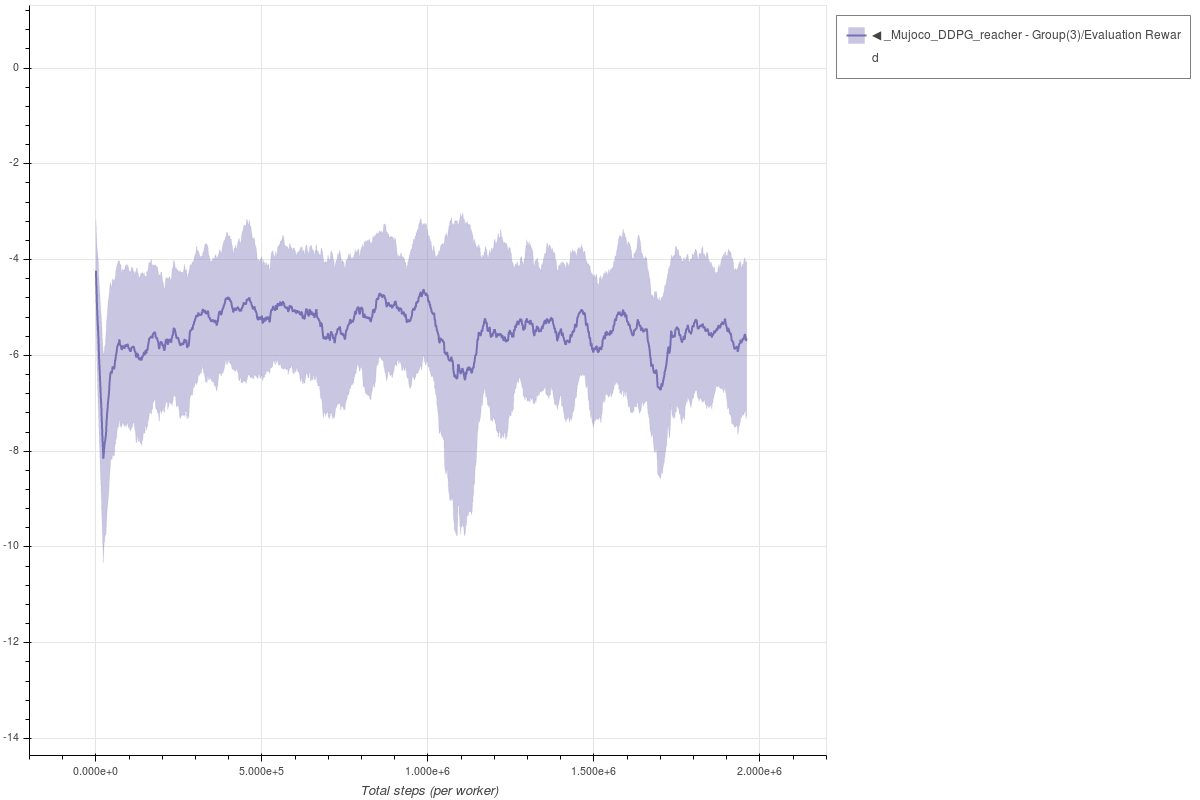 ◀ _Mujoco_DDPG_reacher - Group(3)/Evaluation Rewar
d
0
-2
-4
-6
-8
-10
-12
-14
0.000e+0 5.000e+5 1.000e+6 1.500e+6 2.000e+6
Total steps (per worker)